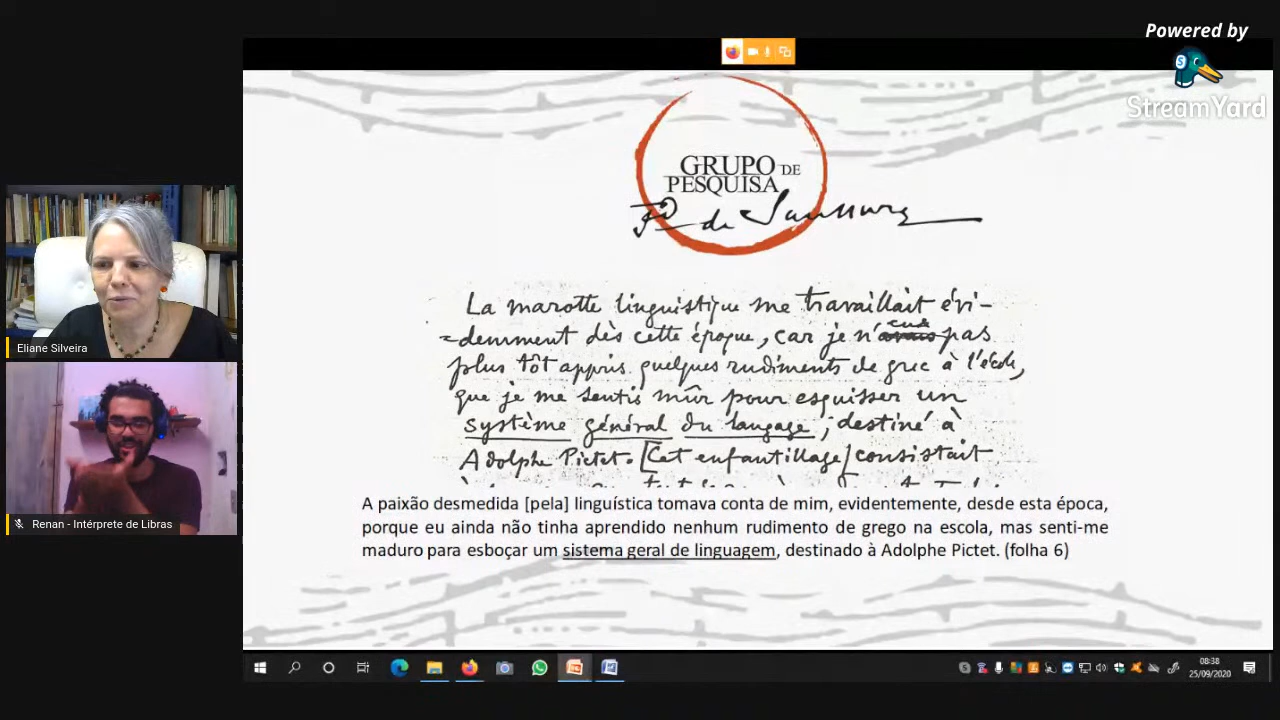 Powered by
StreamYard
GRUPO DE
PESQUISA
Fd de Saussure
La marotte linguistique me travaillait évi-
=demment dès cette époque, car je n'avais eus pas
plus tôt appris quelques rudiments de grec à l'école,
que je me sentis mûr pour esquisser un
système général du langage; destiné à
Adolphe Pictet. [Cet enfantillage] consistait
A paixão desmedida [pela] linguística tomava conta de mim, evidentemente, desde esta época,
porque eu ainda não tinha aprendido nenhum rudimento de grego na escola, mas senti-me
maduro para esboçar um sistema geral de linguagem, destinado à Adolphe Pictet. (folha 6)
Eliane Silveira
Renan - Intérprete de Libras
08:38
25/09/2020